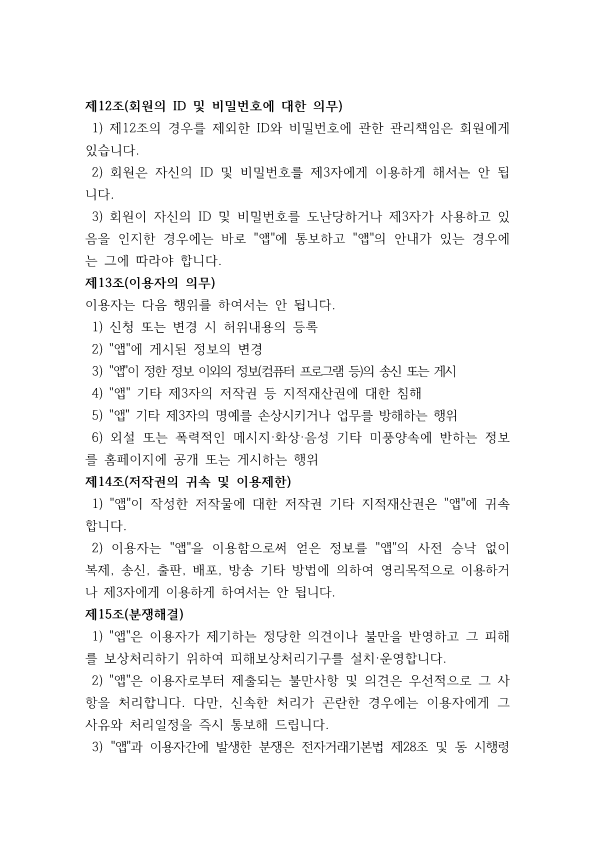 제12조(회원의 ID 및 비밀번호에 대한 의무)
1) 제12조의 경우를 제외한 ID와 비밀번호에 관한 관리책임은 회원에게
있습니다.
2) 회원은 자신의 ID 및 비밀번호를 제3자에게 이용하게 해서는 안 됩
니다.
3) 회원이 자신의 ID 및 비밀번호를 도난당하거나 제3자가 사용하고 있
음을 인지한 경우에는 바로 "앱"에 통보하고 "앱"의 안내가 있는 경우에
는 그에 따라야 합니다.
제13조(이용자의 의무)
이용자는 다음 행위를 하여서는 안 됩니다.
1) 신청 또는 변경 시 허위내용의 등록
2) "앱"에 게시된 정보의 변경
3) "앱"이 정한 정보 이외의 정보(컴퓨터 프로그램 등)의 송신 또는 게시
4) "앱" 기타 제3자의 저작권 등 지적재산권에 대한 침해
5) "앱" 기타 제3자의 명예를 손상시키거나 업무를 방해하는 행위
6) 외설 또는 폭력적인 메시지·화상·음성 기타 미풍양속에 반하는 정보
를 홈페이지에 공개 또는 게시하는 행위
제14조(저작권의 귀속 및 이용제한)
1) "앱"이 작성한 저작물에 대한 저작권 기타 지적재산권은 "앱"에 귀속
합니다.
2) 이용자는 "앱"을 이용함으로써 얻은 정보를 "앱"의 사전 승낙 없이
복제, 송신, 출판, 배포, 방송 기타 방법에 의하여 영리목적으로 이용하거
나 제3자에게 이용하게 하여서는 안 됩니다.
제15조(분쟁해결)
1) "앱"은 이용자가 제기하는 정당한 의견이나 불만을 반영하고 그 피해
를 보상처리하기 위하여 피해보상처리기구를 설치·운영합니다.
2) "앱"은 이용자로부터 제출되는 불만사항 및 의견은 우선적으로 그 사
항을 처리합니다. 다만, 신속한 처리가 곤란한 경우에는 이용자에게 그
사유와 처리일정을 즉시 통보해 드립니다.
3) "앱"과 이용자간에 발생한 분쟁은 전자거래기본법 제28조 및 동 시행령